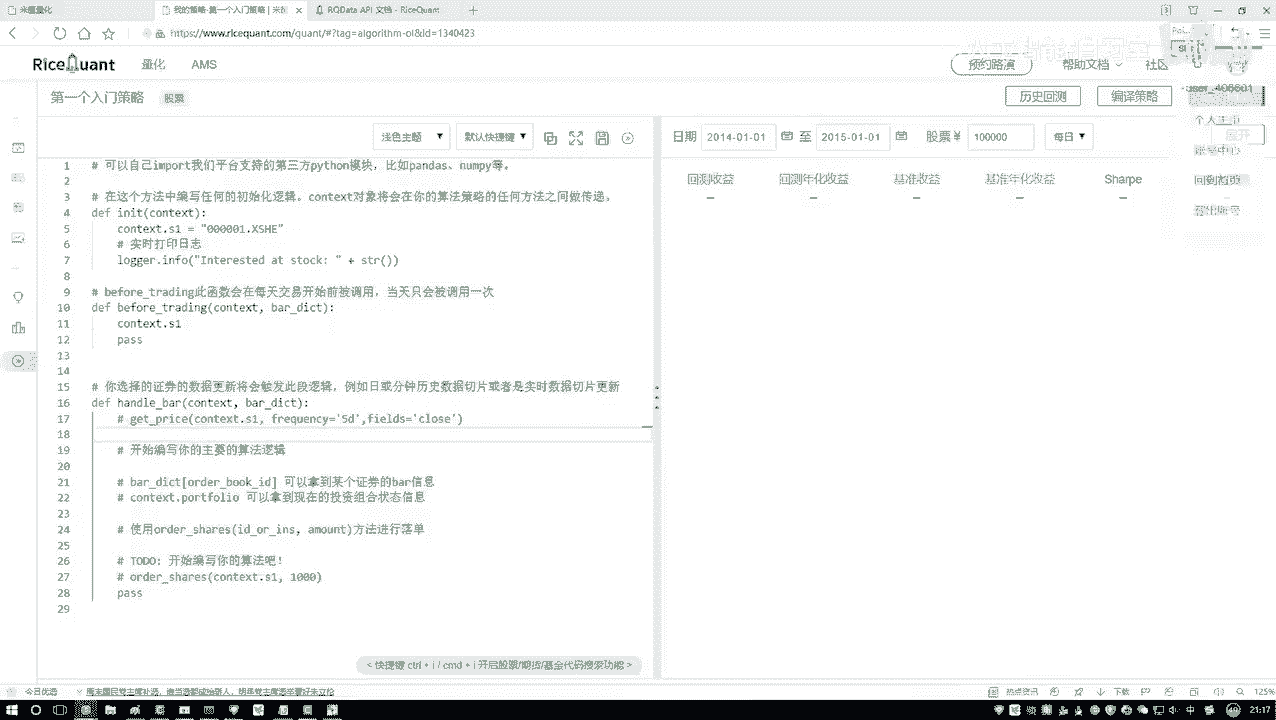 米筐量化
我的策略-第一个入门策略 | 米筐
RQData API 文档 - RiceQuant
https://www.ricequant.com/quant/#?tag=algorithm-ol&id=1340423
RiceQuant
量化
AMS
预约路演
帮助文档
社区
第一个入门策略
股票
历史回测
编译策略
个人主页
浅色主题
默认快捷键
日期
2014-01-01
至
2015-01-01
股票 ¥
100000
每日
回测收益
回测年化收益
基准收益
基准年化收益
Sharpe
1 # 可以自己import我们平台支持的第三方python模块，比如pandas、numpy等。
2
3 # 在这个方法中编写任何的初始化逻辑。context对象将会在你的算法策略的任何方法之间做传递。
4 def init(context):
5 context.s1 = "000001.XSHE"
6 # 实时打印日志
7 logger.info("Interested at stock: " + str())
8
9 # before_trading此函数会在每天交易开始前被调用，当天只会被调用一次
10 def before_trading(context, bar_dict):
11 context.s1
12 pass
13
14
15 # 你选择的证券的数据更新将会触发此段逻辑，例如日或分钟历史数据切片或者是实时数据切片更新
16 def handle_bar(context, bar_dict):
17 # get_price(context.s1, frequency='5d',fields='close')
18
19 # 开始编写你的主要的算法逻辑
20
21 # bar_dict[order_book_id] 可以拿到某个证券的bar信息
22 # context.portfolio 可以拿到现在的投资组合状态信息
23
24 # 使用order_shares(id_or_ins, amount)方法进行落单
25
26 # TODO: 开始编写你的算法吧！
27 # order_shares(context.s1, 1000)
28 pass
29
< 快捷键 ctrl + i / cmd + i 开启股票/期货/基金代码搜索功能 >
今日优选
热点资讯
下载
125%
中
21:17